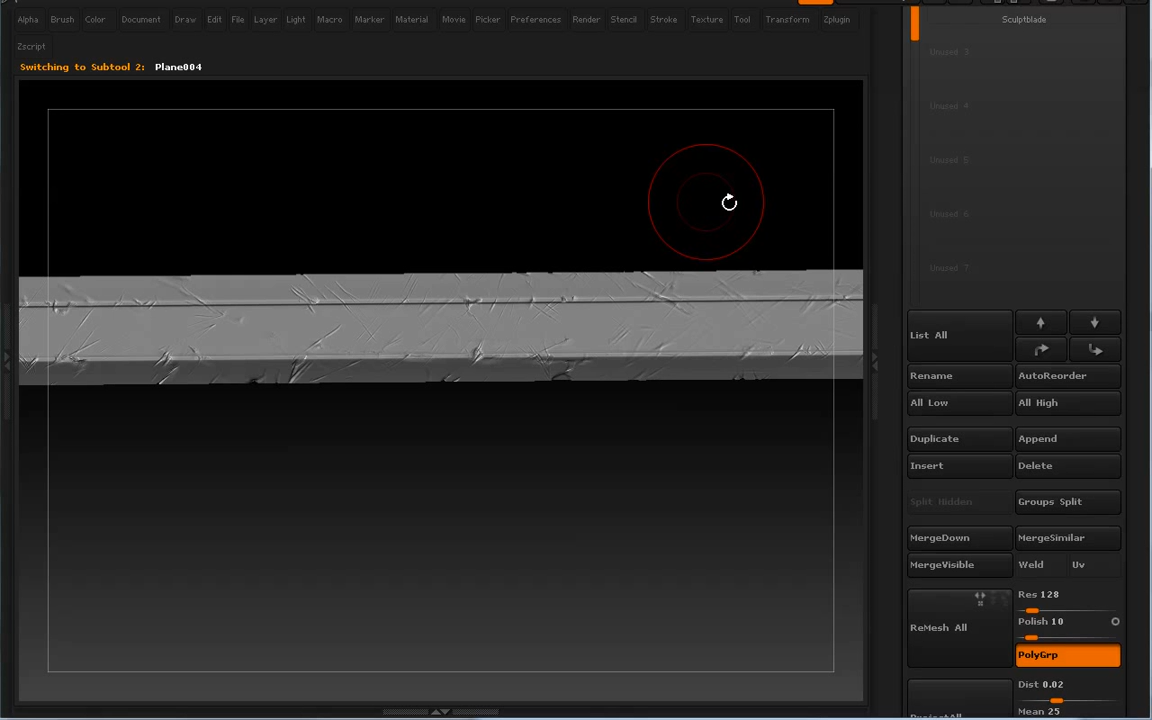 Alpha Brush Color Document Draw Edit File Layer Light Macro Marker Material Movie Picker Preferences Render Stencil Stroke Texture Tool Transform Zplugin
Zscript
Switching to Subtool 2: Plane004
Sculptblade
Unused 3
Unused 4
Unused 5
Unused 6
Unused 7
List All
Rename AutoReorder
All Low All High
Duplicate Append
Insert Delete
Split Hidden Groups Split
MergeDown MergeSimilar
MergeVisible Weld Uv
Res 128
Polish 10
ReMesh All
PolyGrp
Dist 0.02
Mean 25
ProjectAll